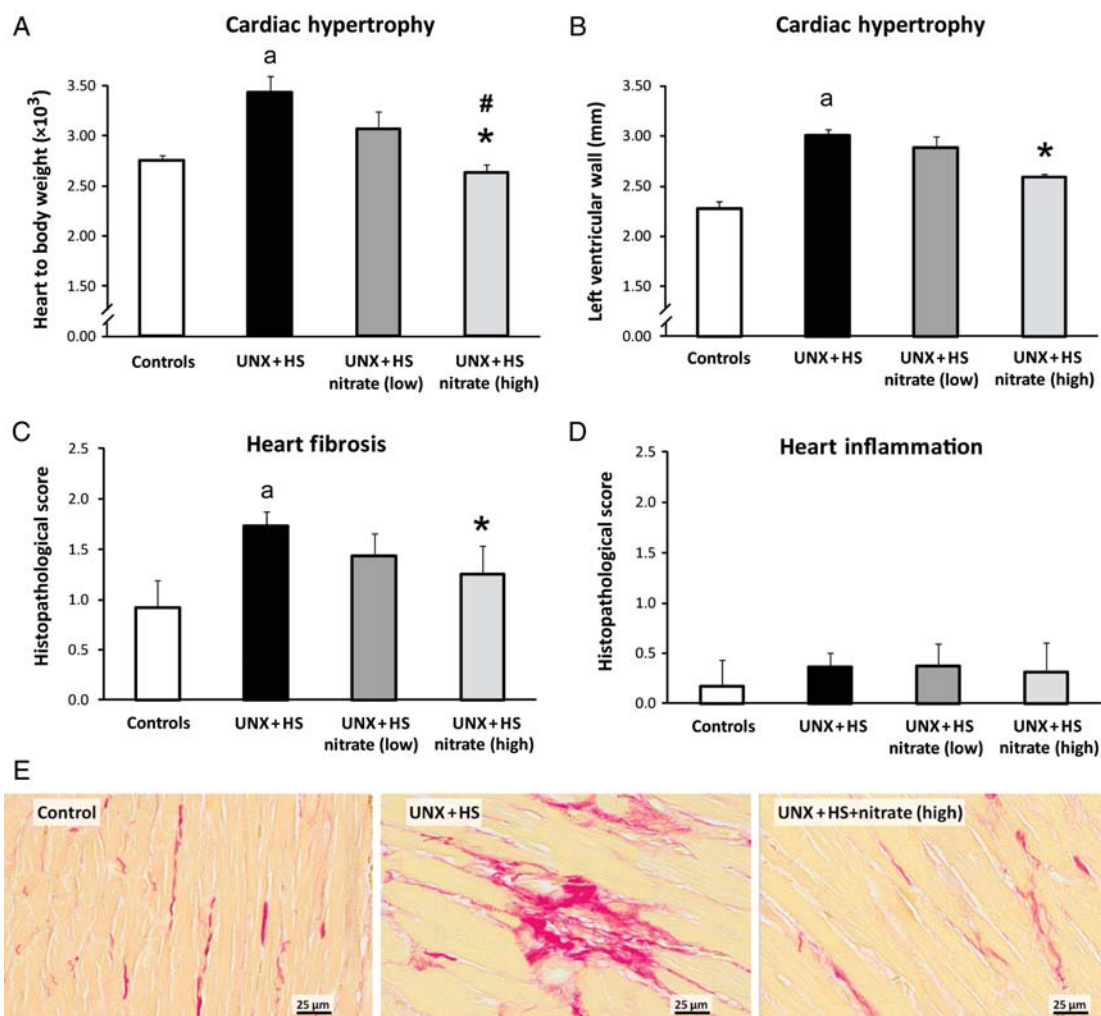 A
Cardiac hypertrophy
Heart to body weight (×10³)
3.50
3.00
2.50
2.00
1.50
0.00
a
#
*
Controls
UNX+HS
UNX+HS
nitrate (low)
UNX+HS
nitrate (high)
B
Cardiac hypertrophy
Left ventricular wall (mm)
3.50
3.00
2.50
2.00
1.50
0.00
a
*
Controls
UNX+HS
UNX+HS
nitrate (low)
UNX+HS
nitrate (high)
C
Heart fibrosis
Histopathological score
2.5
2.0
1.5
1.0
0.5
0.0
a
*
Controls
UNX+HS
UNX+HS
nitrate (low)
UNX+HS
nitrate (high)
D
Heart inflammation
Histopathological score
2.5
2.0
1.5
1.0
0.5
0.0
Controls
UNX+HS
UNX+HS
nitrate (low)
UNX+HS
nitrate (high)
E
Control
25 µm
UNX+HS
25 µm
UNX+HS+nitrate (high)
25 µm